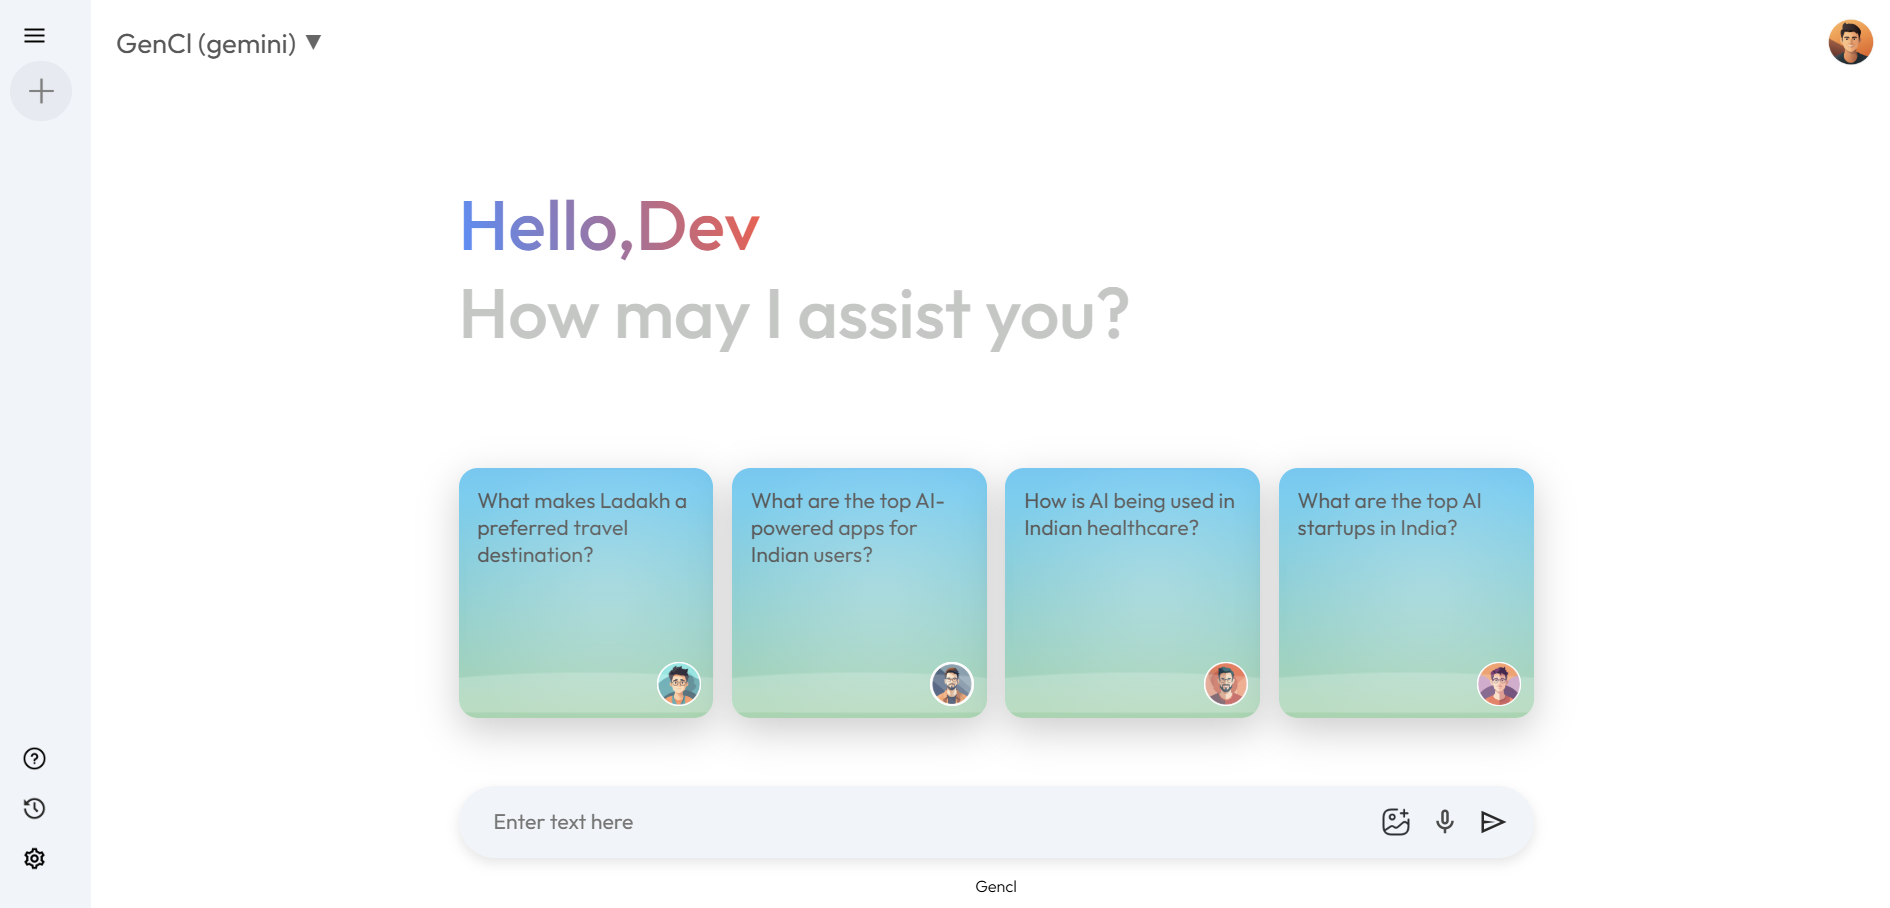 GenCl (gemini) ▼
Hello,Dev
How may I assist you?
What makes Ladakh a
preferred travel
destination?
What are the top AI-
powered apps for
Indian users?
How is AI being used in
Indian healthcare?
What are the top AI
startups in India?
Enter text here
Gencl